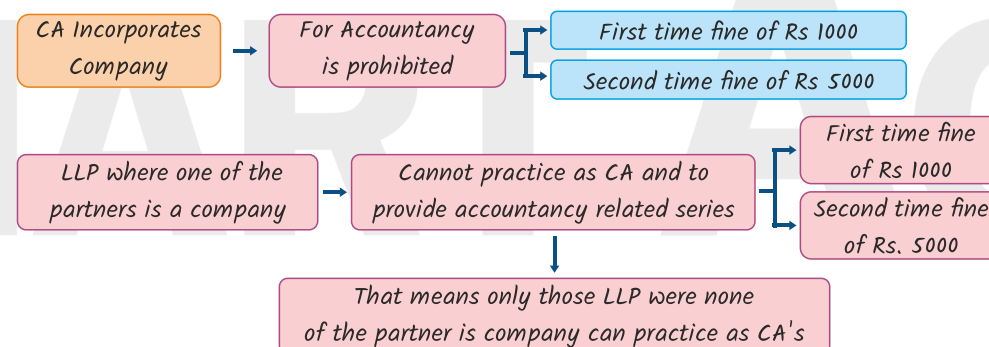 CA Incorporates
Company
For Accountancy
is prohibited
First time fine of Rs 1000
Second time fine of Rs 5000
LLP where one of the
partners is a company
Cannot practice as CA and to
provide accountancy related series
First time fine
of Rs 1000
Second time fine
of Rs. 5000
That means only those LLP were none
of the partner is company can practice as CA's